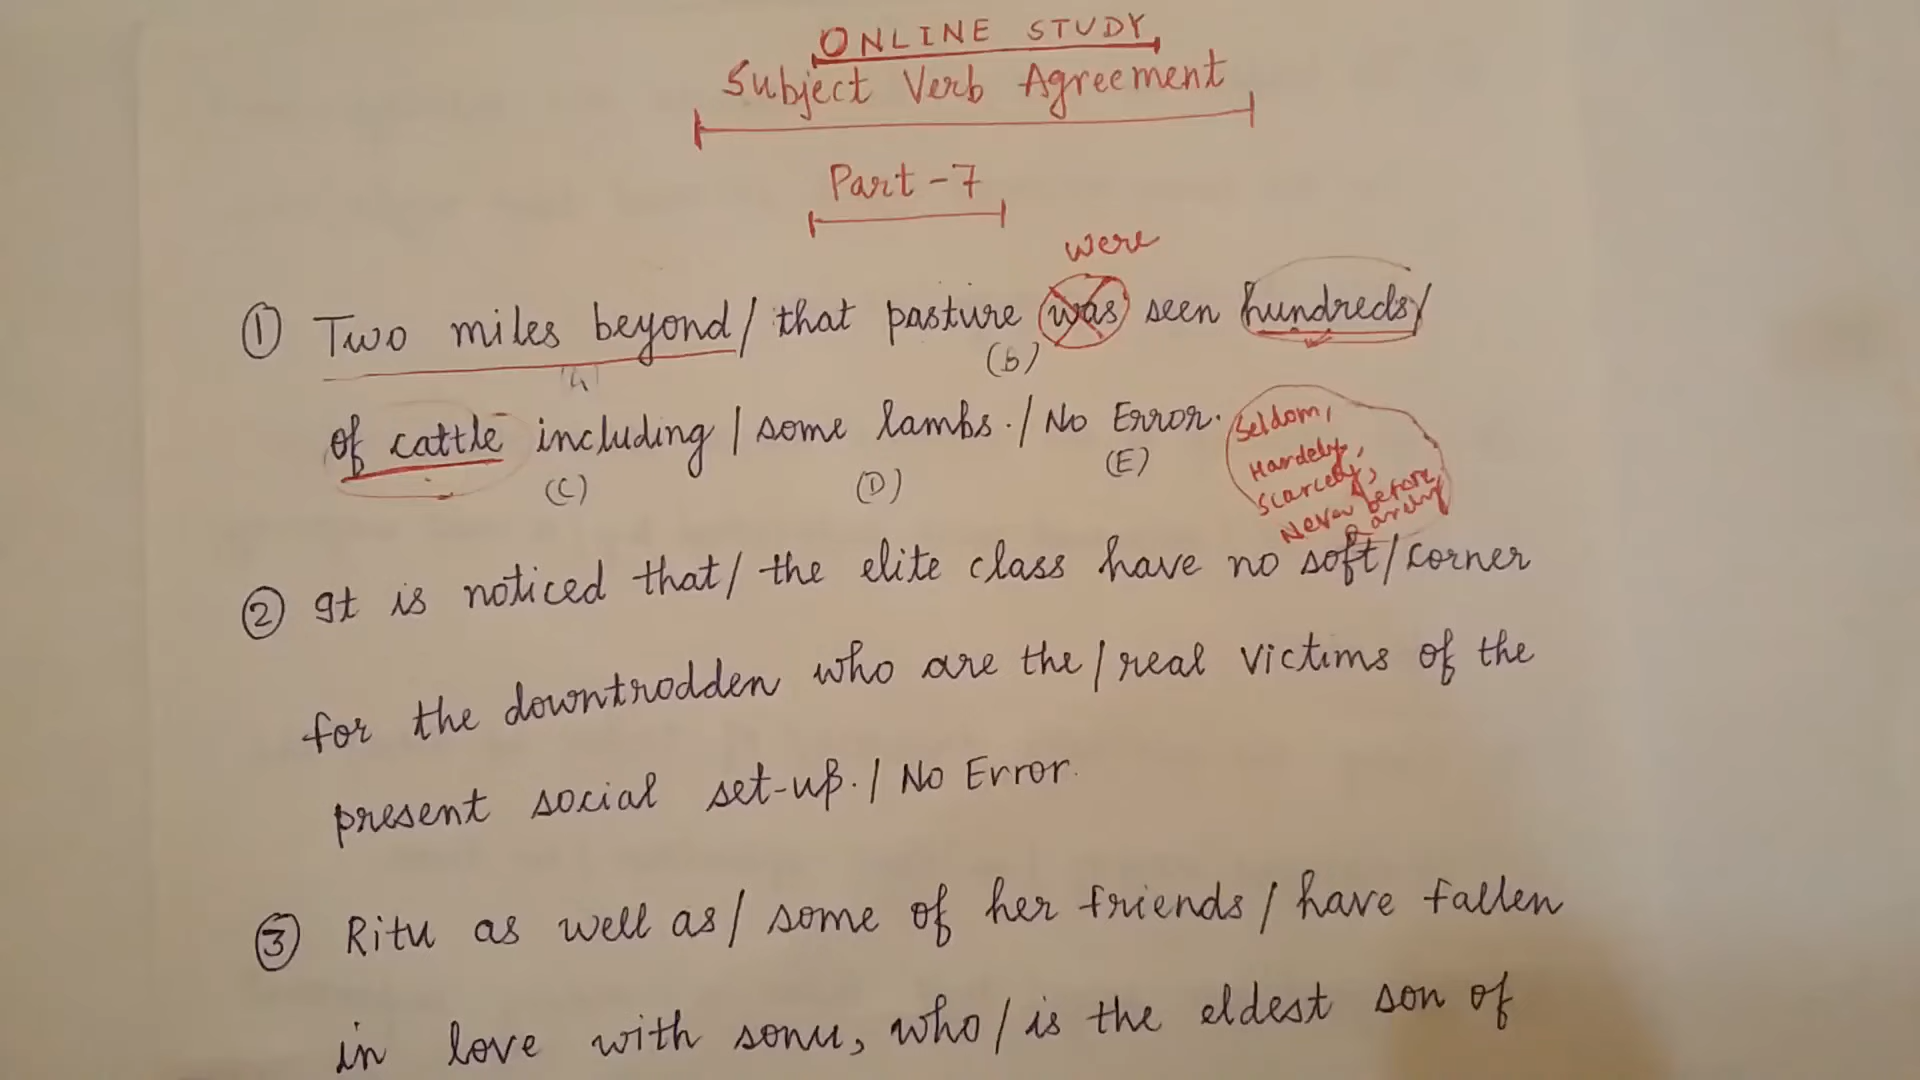 ONLINE STUDY
Subject Verb Agreement
Part-7
were
① Two miles beyond/ that pasture was seen hundreds/
(A)
(B)
of cattle including / some lambs. / No Error.
(C) (D) (E)
Seldom,
Hardely,
Scarcely,
Never before
② It is noticed that/ the elite class have no soft/corner
for the downtrodden who are the / real victims of the
present social set-up. / No Error.
③ Ritu as well as / some of her friends / have fallen
in love with sonu, who / is the eldest son of